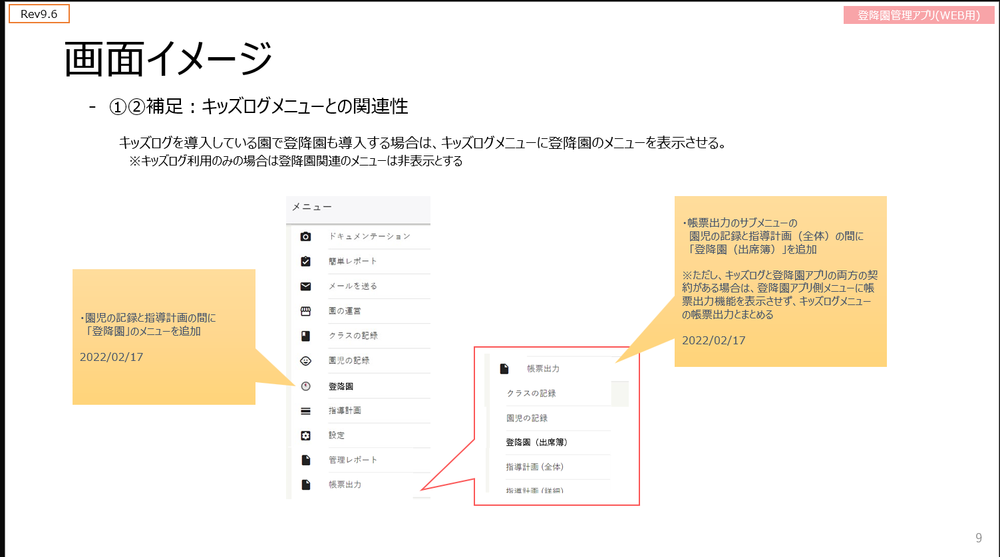 Rev9.6
登降園管理アプリ(WEB用)
画面イメージ
- ①②補足：キッズログメニューとの関連性
キッズログを導入している園で登降園も導入する場合は、キッズログメニューに登降園のメニューを表示させる。
※キッズログ利用のみの場合は登降園関連のメニューは非表示とする
・園児の記録と指導計画の間に
「登降園」のメニューを追加
2022/02/17
メニュー
ドキュメンテーション
簡単レポート
メールを送る
園の運営
クラスの記録
園児の記録
登降園
指導計画
設定
管理レポート
帳票出力
帳票出力
クラスの記録
園児の記録
登降園（出席簿）
指導計画 (全体)
指導計画 (詳細)
・帳票出力のサブメニューの
園児の記録と指導計画（全体）の間に
「登降園（出席簿）」を追加
※ただし、キッズログと登降園アプリの両方の契
約がある場合は、登降園アプリ側メニューに帳
票出力機能を表示させず、キッズログメニュー
の帳票出力とまとめる
2022/02/17
9